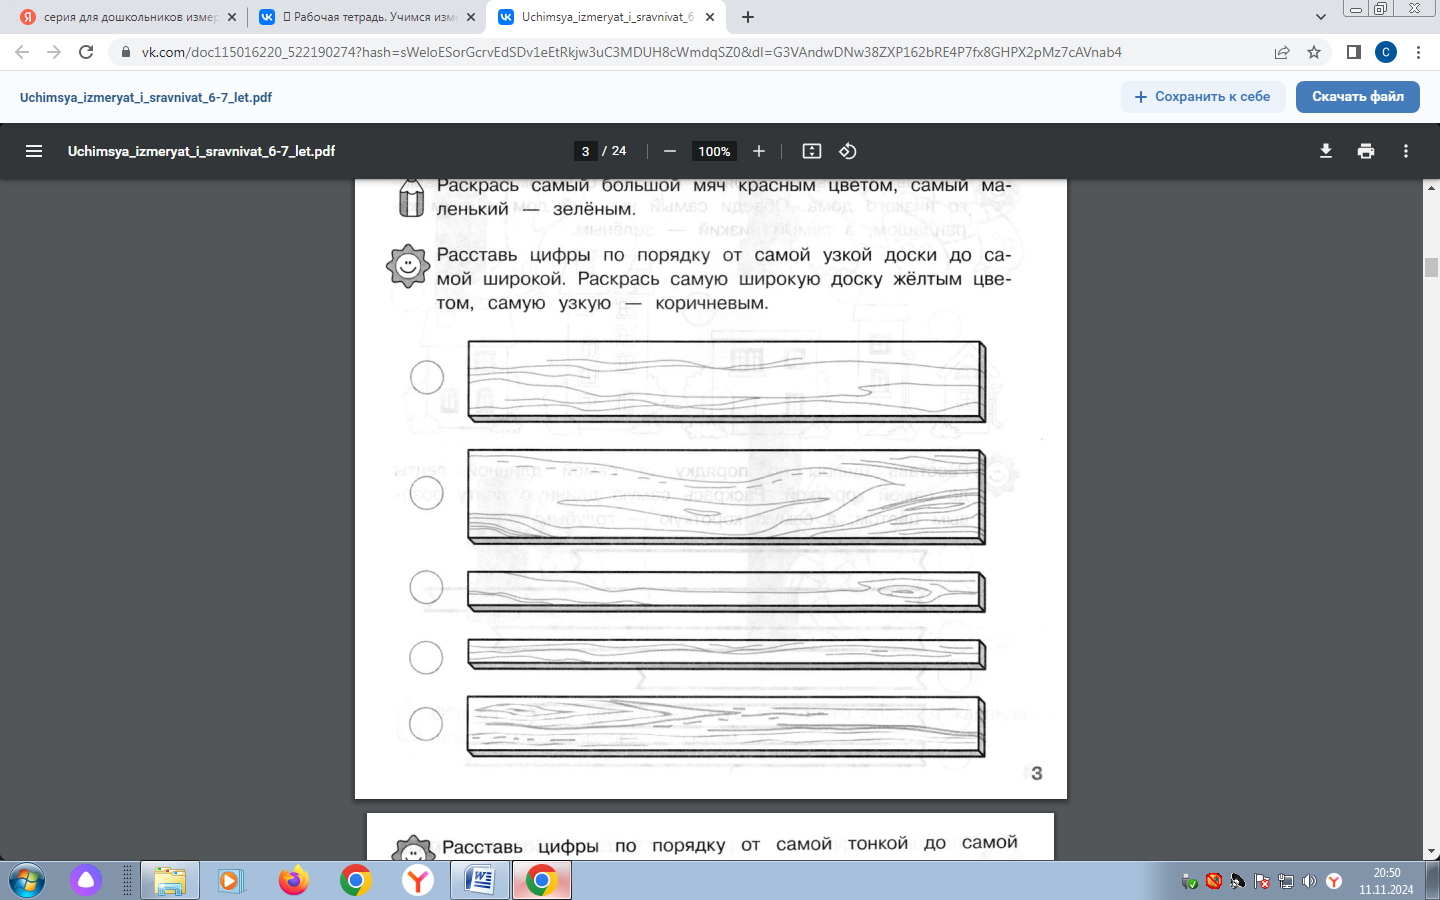 серия для дошкольников измер
Рабочая тетрадь. Учимся изме
Uchimsya_izmeryat_i_sravnivat_6-
vk.com/doc115016220_522190274?hash=sWeloESorGcrvEdSDv1eEtRkjw3uC3MDUH8cWmdqSZ0&dl=G3VAndwDNw38ZXP162bRE4P7fx8GHPX2pMz7cAVnab4
C
Uchimsya_izmeryat_i_sravnivat_6-7_let.pdf
Сохранить к себе
Скачать файл
Uchimsya_izmeryat_i_sravnivat_6-7_let.pdf
3 / 24
100%
Раскрась самый большой мяч красным цветом, самый ма-
ленький — зелёным.
Расставь цифры по порядку от самой узкой доски до са-
мой широкой. Раскрась самую широкую доску жёлтым цве-
том, самую узкую — коричневым.
3
Расставь цифры по порядку от самой тонкой до самой
20:50
11.11.2024